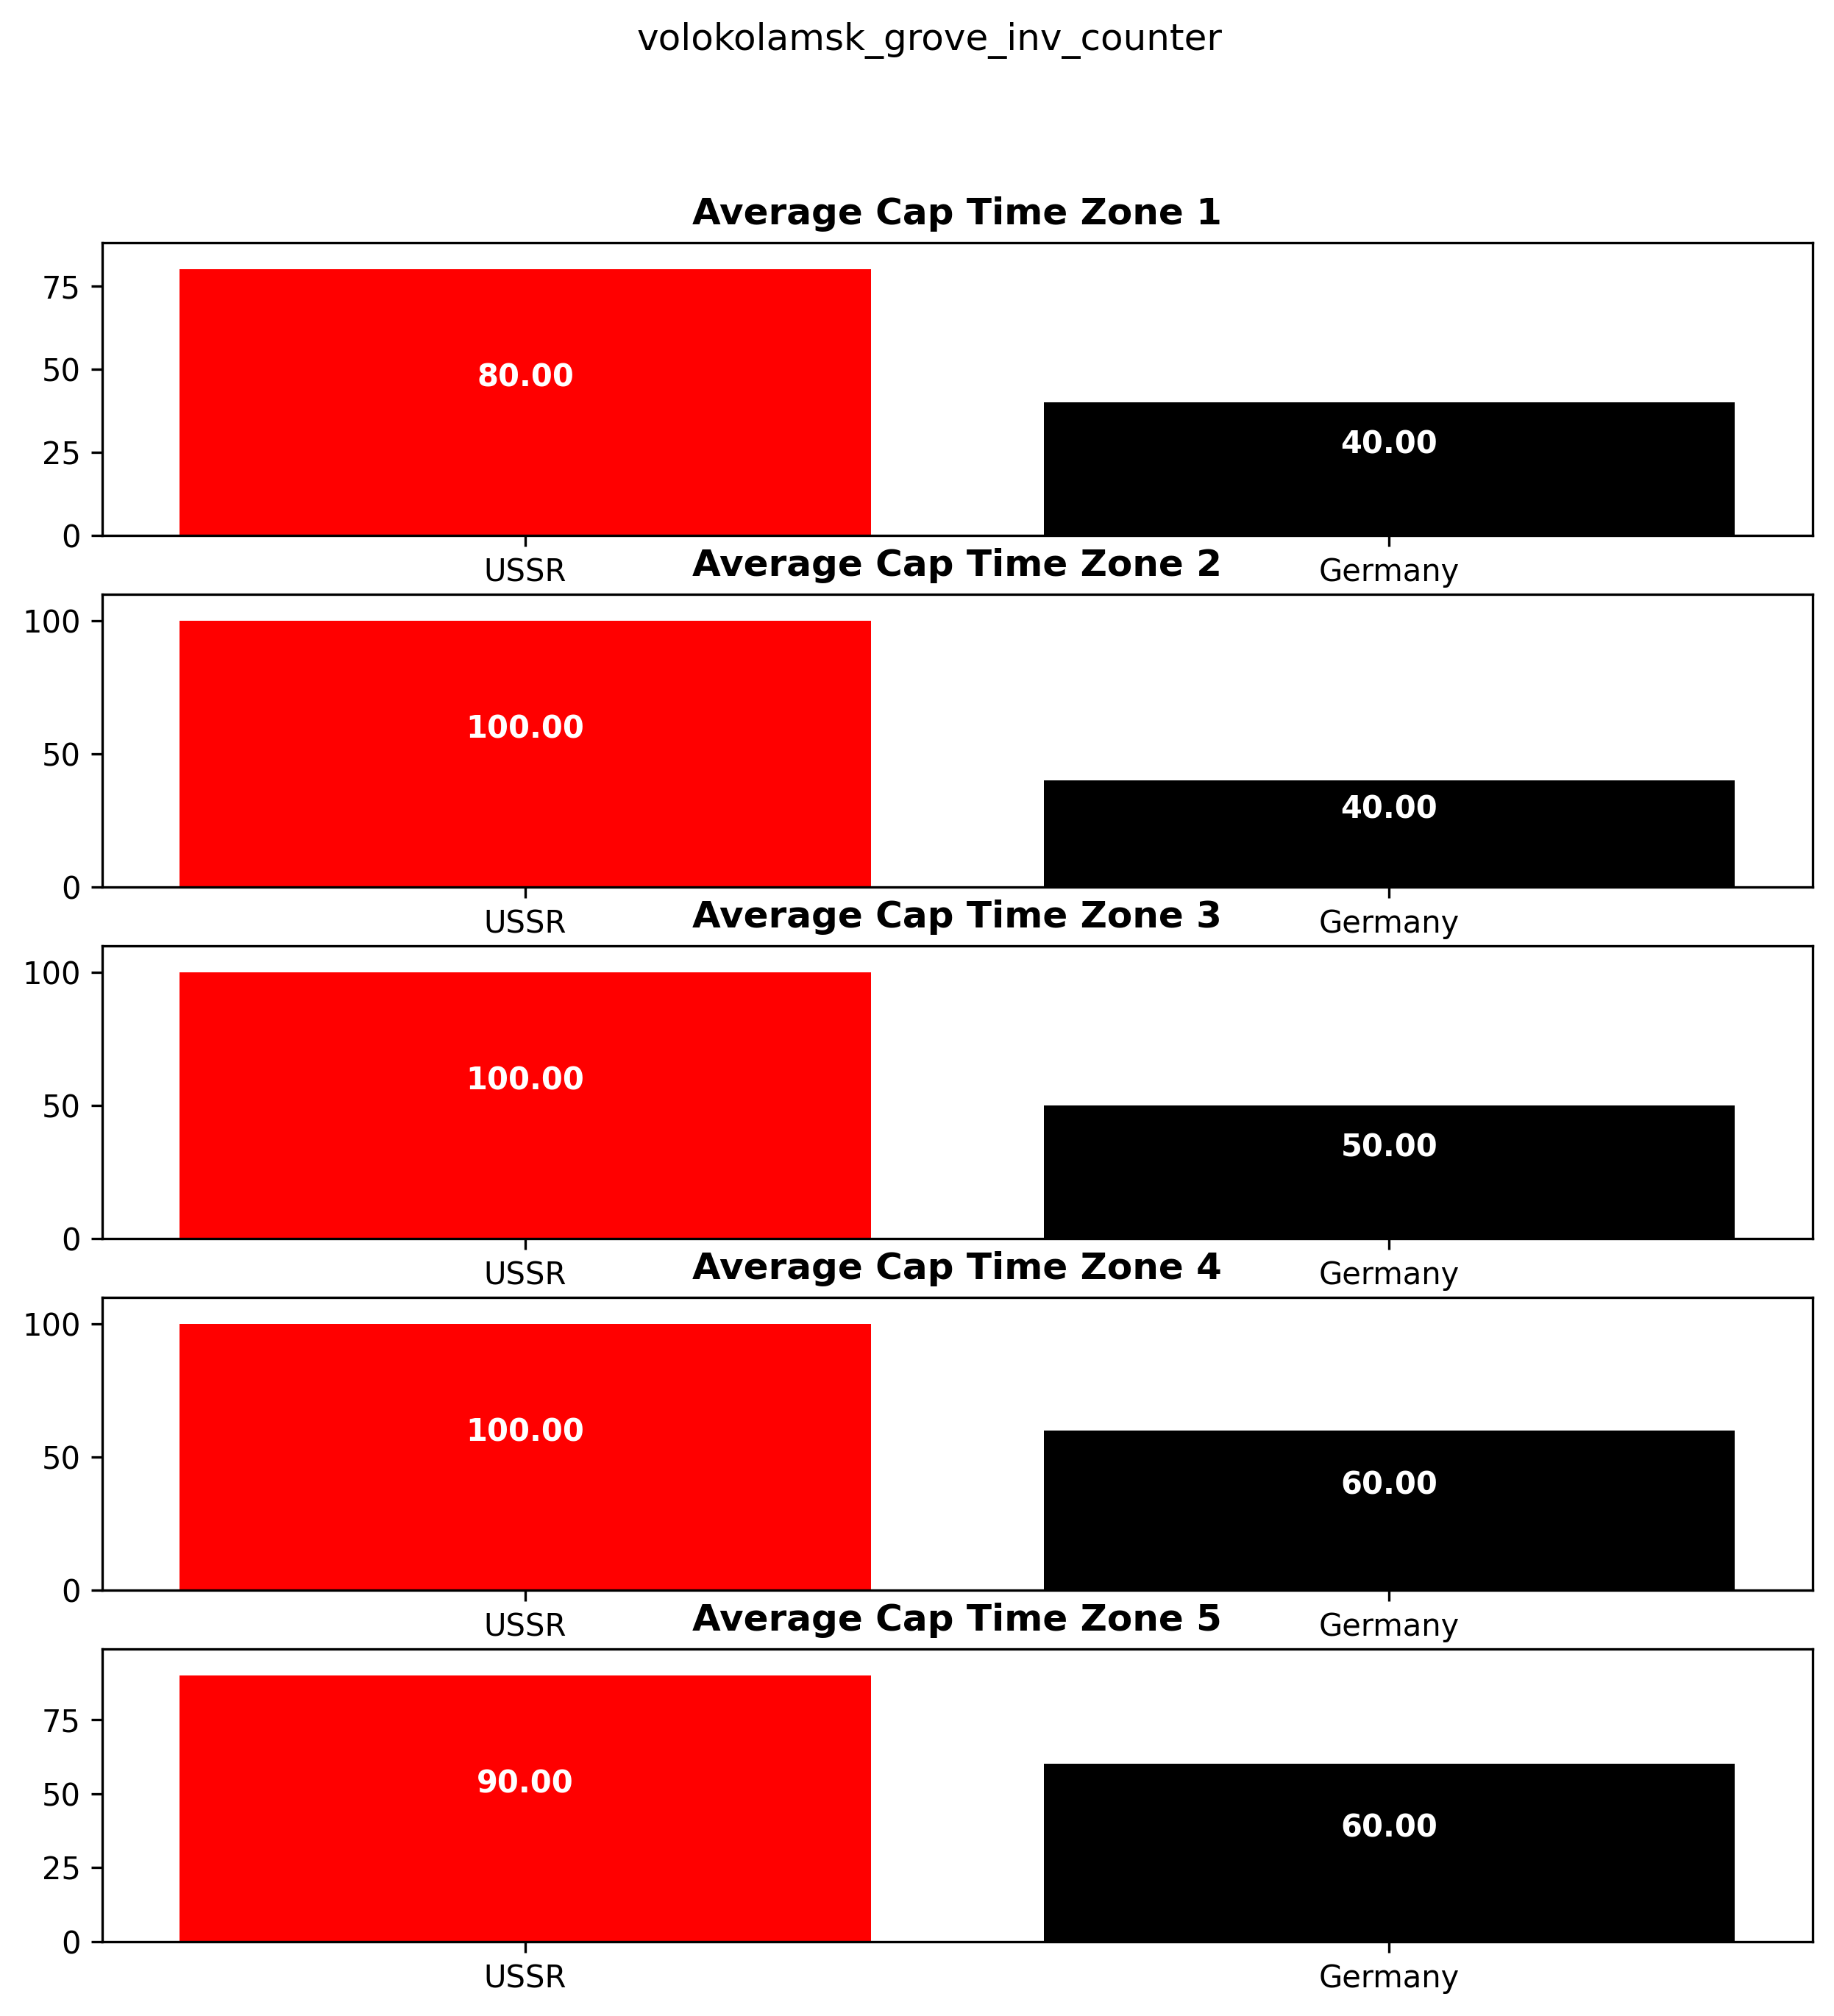 volokolamsk_grove_inv_counter
Average Cap Time Zone 1
75
50
25
0
80.00
40.00
USSR
Germany
Average Cap Time Zone 2
100
50
0
100.00
40.00
USSR
Germany
Average Cap Time Zone 3
100
50
0
100.00
50.00
USSR
Germany
Average Cap Time Zone 4
100
50
0
100.00
60.00
USSR
Germany
Average Cap Time Zone 5
75
50
25
0
90.00
60.00
USSR
Germany